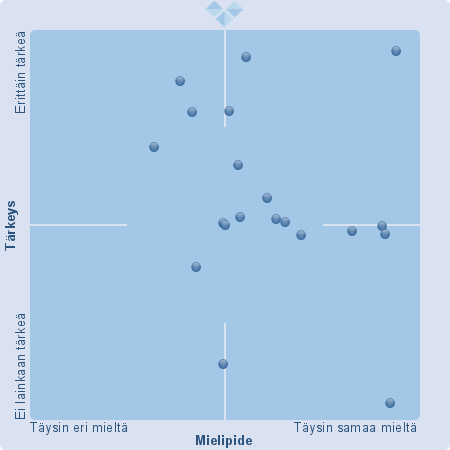 Erittäin tärkeä
Tärkeys
Ei lainkaan tärkeä
Täysin eri mieltä
Täysin samaa mieltä
Mielipide